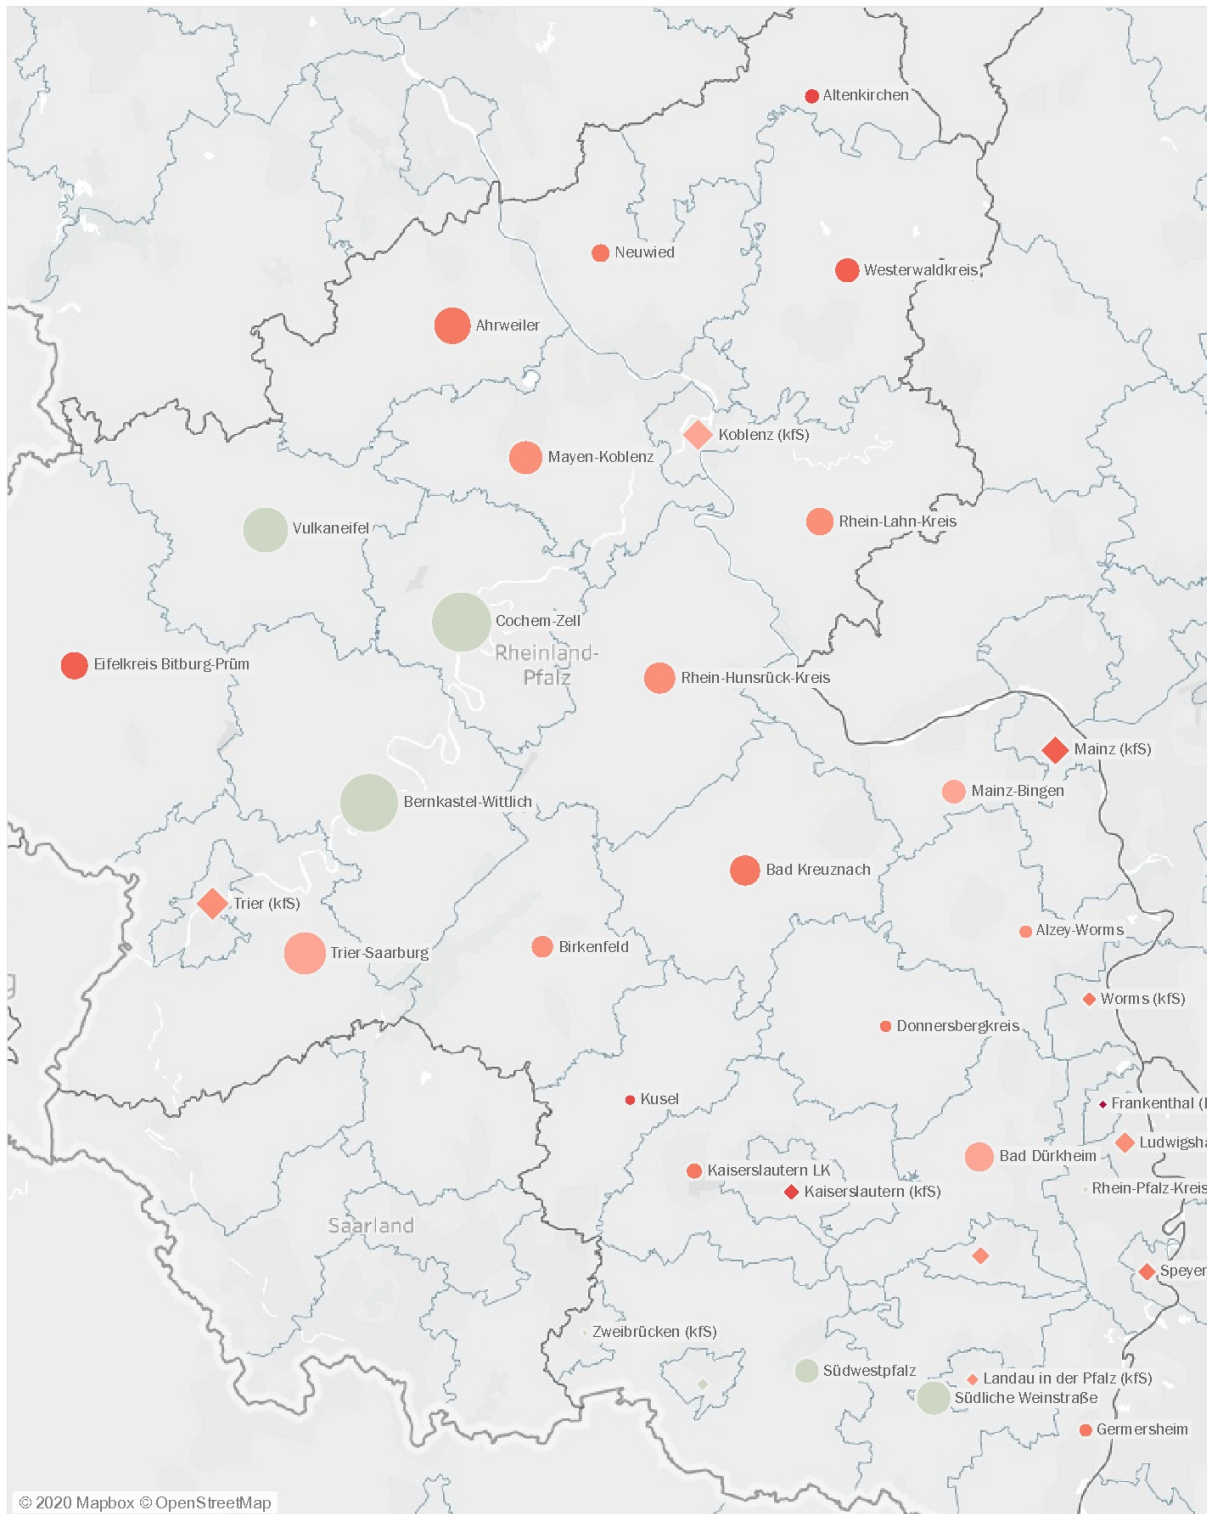 Altenkirchen
Neuwied
Westerwaldkreis
Ahrweiler
Koblenz (kfS)
Mayen-Koblenz
Rhein-Lahn-Kreis
Vulkaneifel
Cochem-Zell
Rheinland-
Pfalz
Eifelkreis Bitburg-Prüm
Rhein-Hunsrück-Kreis
Mainz (kfS)
Mainz-Bingen
Bernkastel-Wittlich
Bad Kreuznach
Trier (kfS)
Alzey-Worms
Birkenfeld
Trier-Saarburg
g
Worms (kfS)
Donnersbergkreis
Kusel
Frankenthal (
Ludwigsha
Bad Dürkheim
Kaiserslautern LK
Rhein-Pfalz-Kreis
Kaiserslautern (kfS)
Saarland
Speyer
Zweibrücken (kfS)
Südwestpfalz
Landau in der Pfalz (kfS)
Südliche Weinstraße
Germersheim
© 2020 Mapbox © OpenStreetMap